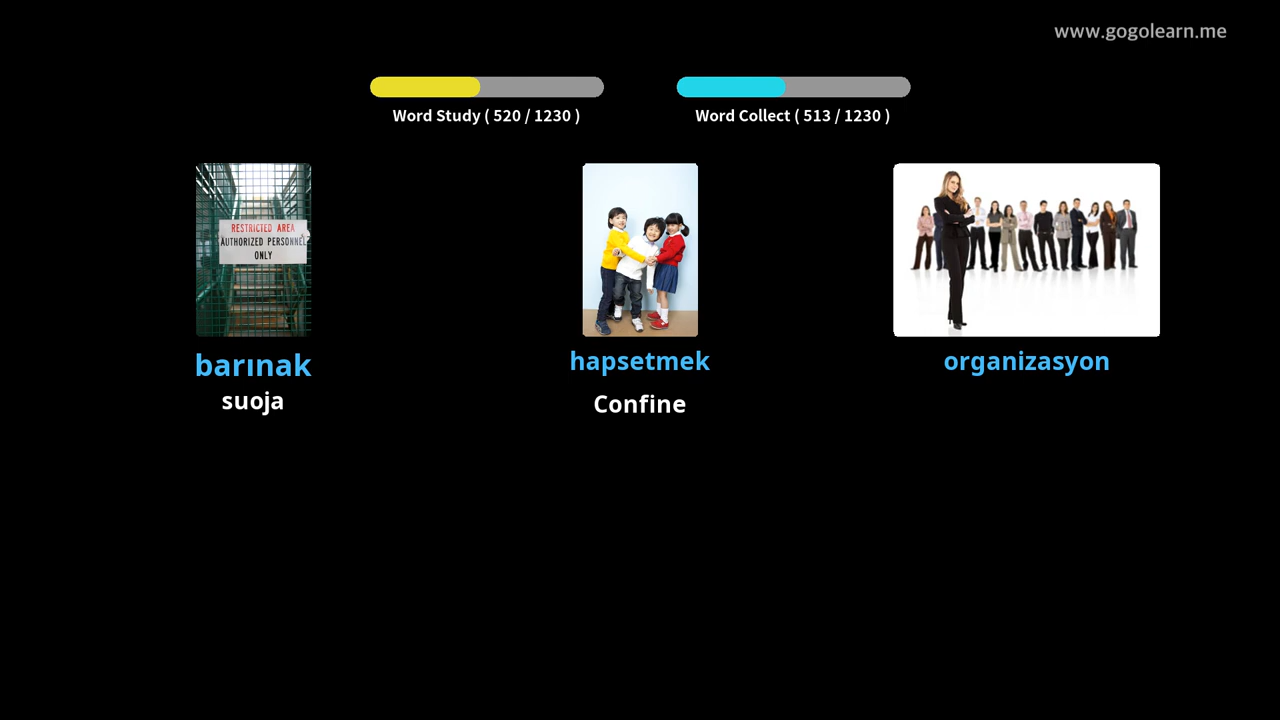 www.gogolearn.me
Word Study ( 520 / 1230 )
Word Collect ( 513 / 1230 )
RESTRICTED AREA
AUTHORIZED PERSONNEL
ONLY
barınak
suoja
hapsetmek
Confine
organizasyon